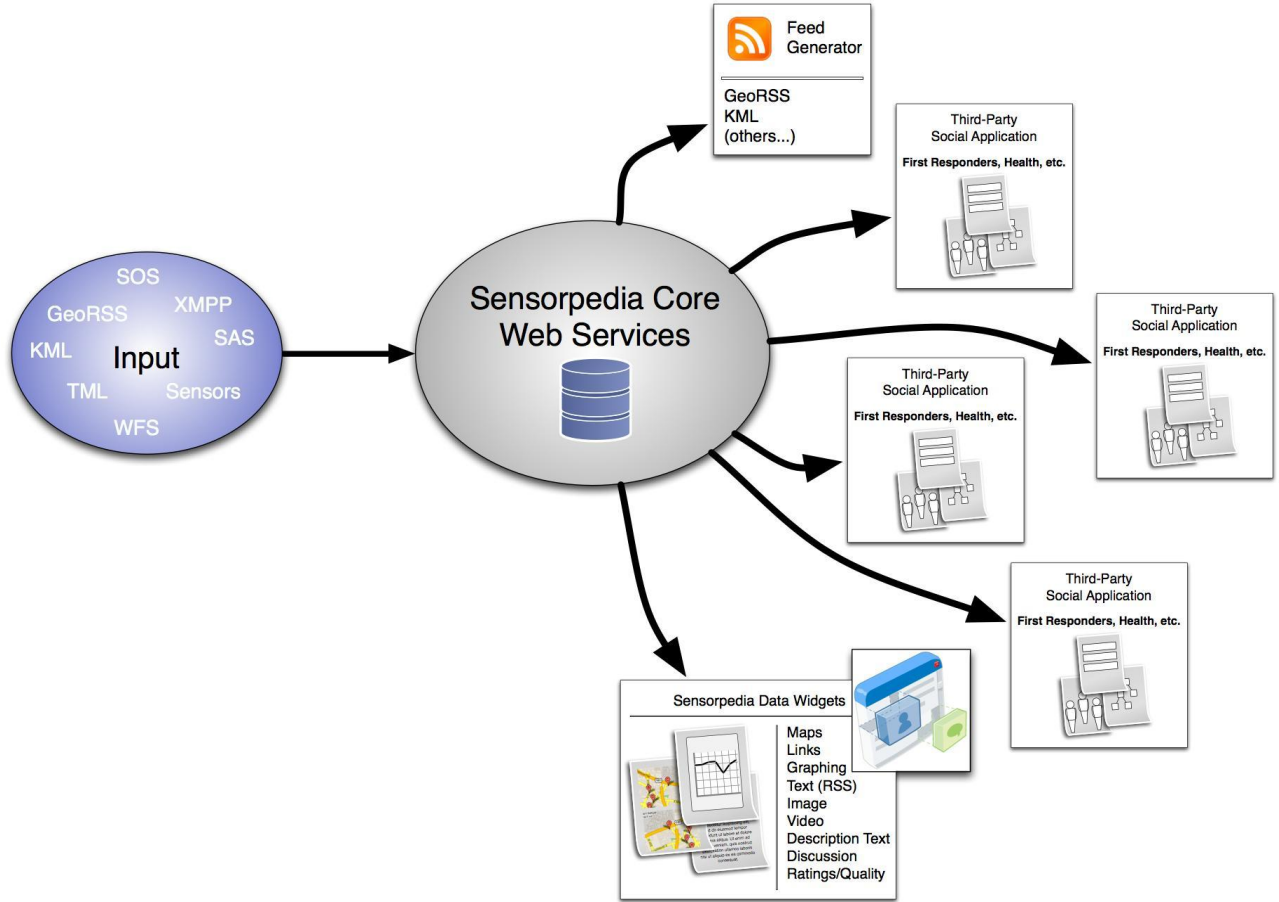 Feed
Generator
GeoRSS
KML
(others...)
Third-Party
Social Application
First Responders, Health, etc.
SOS
GeoRSS
XMPP
KML
SAS
Input
TML
Sensors
WFS
Sensorpedia Core
Web Services
Third-Party
Social Application
First Responders, Health, etc.
Third-Party
Social Application
First Responders, Health, etc.
Third-Party
Social Application
First Responders, Health, etc.
Sensorpedia Data Widgets
Maps
Links
Graphing
Text (RSS)
Image
Video
Description Text
Discussion
Ratings/Quality